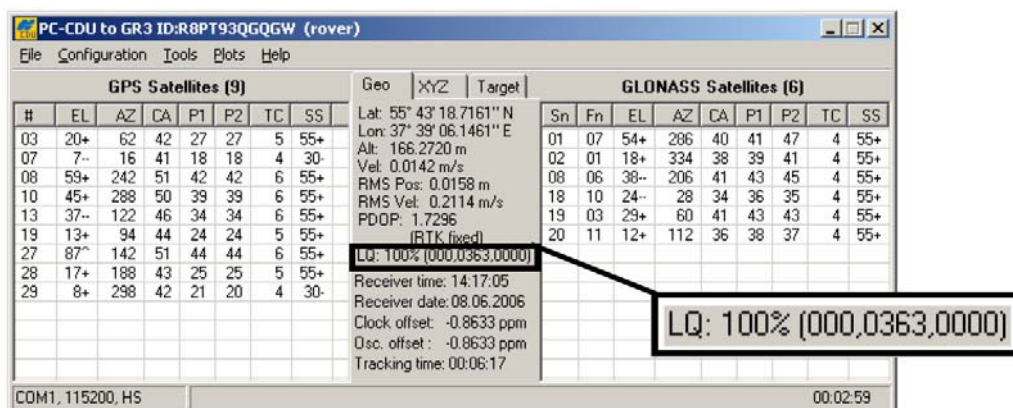 PC-CDU to GR3 ID:R8PT93QGQGW (rover)
File Configuration Tools Plots Help
GPS Satellites (9)
# EL AZ CA P1 P2 TC SS
03 20+ 62 42 27 27 5 55+
07 7-- 16 41 18 18 4 30-
08 59+ 242 51 42 42 6 55+
10 45+ 288 50 39 39 6 55+
13 37-- 122 46 34 34 6 55+
19 13+ 94 44 24 24 5 55+
27 87^ 142 51 44 44 6 55+
28 17+ 188 43 25 25 5 55+
29 8+ 298 42 21 20 4 30-
Geo XYZ Target
Lat: 55° 43' 18.7161'' N
Lon: 37° 39' 06.1461'' E
Alt: 166.2720 m
Vel: 0.0142 m/s
RMS Pos: 0.0158 m
RMS Vel: 0.2114 m/s
PDOP: 1.7296
(RTK fixed)
LQ: 100% (000,0363,0000)
Receiver time: 14:17:05
Receiver date: 08.06.2006
Clock offset: -0.8633 ppm
Osc. offset : -0.8633 ppm
Tracking time: 00:06:17
GLONASS Satellites (6)
Sn Fn EL AZ CA P1 P2 TC SS
01 07 54+ 286 40 41 47 4 55+
02 01 18+ 334 38 39 41 4 55+
08 06 38-- 206 41 43 45 4 55+
18 10 24-- 28 34 36 35 4 55+
19 03 29+ 60 41 43 43 4 55+
20 11 12+ 112 36 38 37 4 55+
LQ: 100% (000,0363,0000)
COM1, 115200, HS
00:02:59